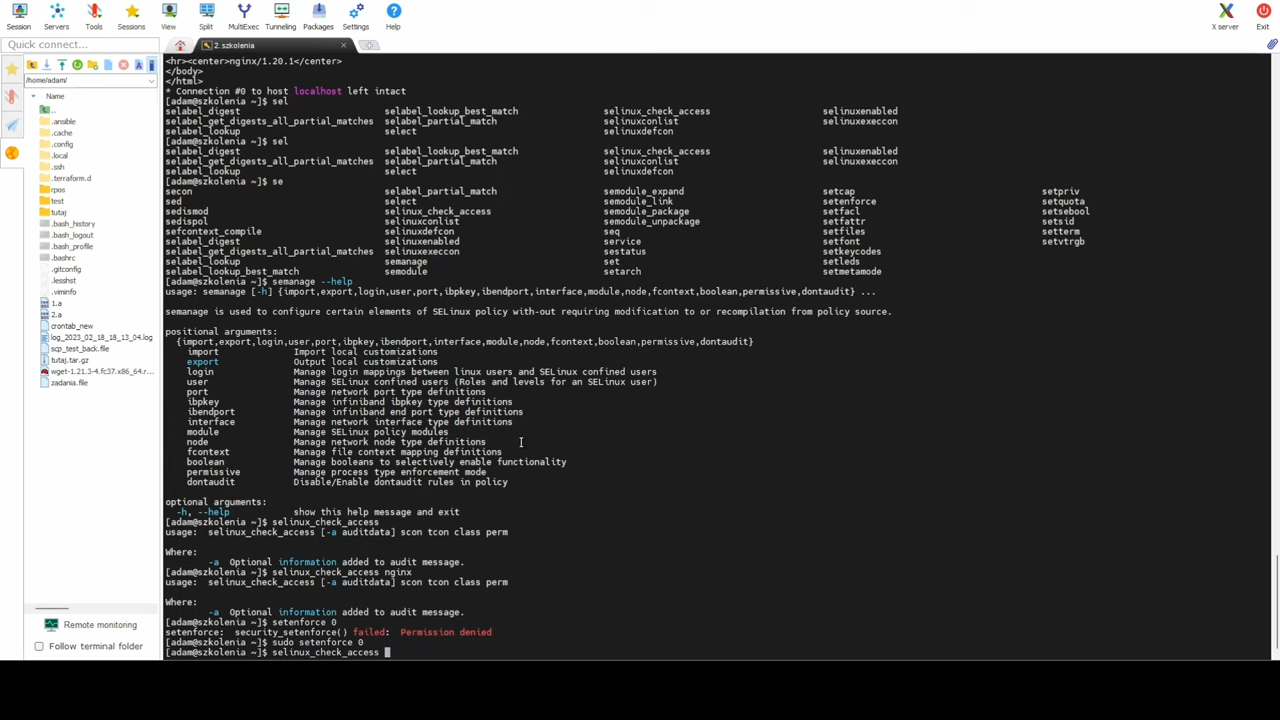 Session Servers Tools Sessions View Split MultiExec Tunneling Packages Settings Help X server Exit
Quick connect...
2. szkolenia
/home/adam/
Name
..
.ansible
.cache
.config
.local
.ssh
.terraform.d
rpos
test
tutaj
.bash_history
.bash_logout
.bash_profile
.bashrc
.gitconfig
.lesshst
.viminfo
1.a
2.a
crontab_new
log_2023_02_18_18_13_04.log
scp_test_back.file
tutaj.tar.gz
wget-1.21.3-4.fc37.x86_64.r...
zadania.file
Remote monitoring
Follow terminal folder
<hr><center>nginx/1.20.1</center>
</body>
</html>
* Connection #0 to host localhost left intact
[adam@szkolenia ~]$ sel
selabel_digest selabel_lookup_best_match selinux_check_access selinuxenabled
selabel_get_digests_all_partial_matches selabel_partial_match selinuxconlist selinuxexeccon
selabel_lookup select selinuxdefcon
[adam@szkolenia ~]$ sel
selabel_digest selabel_lookup_best_match selinux_check_access selinuxenabled
selabel_get_digests_all_partial_matches selabel_partial_match selinuxconlist selinuxexeccon
selabel_lookup select selinuxdefcon
[adam@szkolenia ~]$ se
secon selabel_partial_match semodule_expand setcap setpriv
sed select semodule_link setenforce setquota
sedismod selinux_check_access semodule_package setfacl setsebool
sedispol selinuxconlist semodule_unpackage setfattr setsid
sefcontext_compile selinuxdefcon seq setfiles setterm
selabel_digest selinuxenabled service setfont setvtrgb
selabel_get_digests_all_partial_matches selinuxexeccon sestatus setkeycodes
selabel_lookup semanage set setleds
selabel_lookup_best_match semodule setarch setmetamode
[adam@szkolenia ~]$ semanage --help
usage: semanage [-h] {import,export,login,user,port,ibpkey,ibendport,interface,module,node,fcontext,boolean,permissive,dontaudit} ...
semanage is used to configure certain elements of SELinux policy with-out requiring modification to or recompilation from policy source.
positional arguments:
{import,export,login,user,port,ibpkey,ibendport,interface,module,node,fcontext,boolean,permissive,dontaudit}
import Import local customizations
export Output local customizations
login Manage login mappings between linux users and SELinux confined users
user Manage SELinux confined users (Roles and levels for an SELinux user)
port Manage network port type definitions
ibpkey Manage infiniband ibpkey type definitions
ibendport Manage infiniband end port type definitions
interface Manage network interface type definitions
module Manage SELinux policy modules
node Manage network node type definitions
fcontext Manage file context mapping definitions
boolean Manage booleans to selectively enable functionality
permissive Manage process type enforcement mode
dontaudit Disable/Enable dontaudit rules in policy
optional arguments:
-h, --help show this help message and exit
[adam@szkolenia ~]$ selinux_check_access
usage: selinux_check_access [-a auditdata] scon tcon class perm
Where:
-a Optional information added to audit message.
[adam@szkolenia ~]$ selinux_check_access nginx
usage: selinux_check_access [-a auditdata] scon tcon class perm
Where:
-a Optional information added to audit message.
[adam@szkolenia ~]$ setenforce 0
setenforce: security_setenforce() failed: Permission denied
[adam@szkolenia ~]$ sudo setenforce 0
[adam@szkolenia ~]$ selinux_check_access